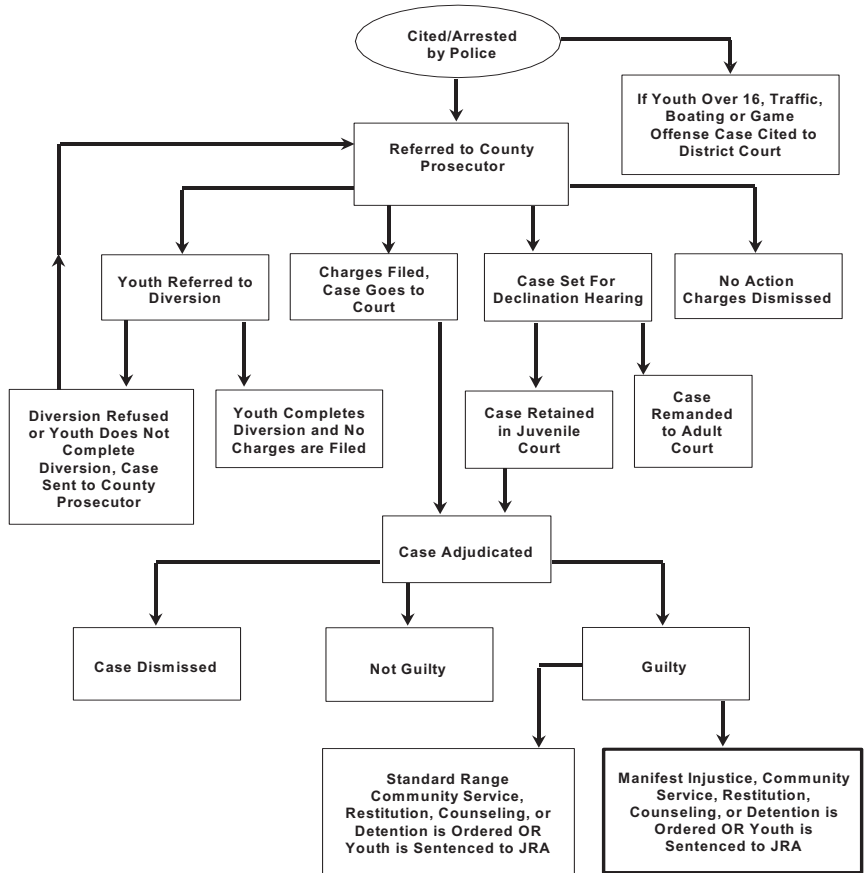 Cited/Arrested
by Police
If Youth Over 16, Traffic,
Boating or Game
Offense Case Cited to
District Court
Referred to County
Prosecutor
Youth Referred to
Diversion
Charges Filed,
Case Goes to
Court
Case Set For
Declination Hearing
No Action
Charges Dismissed
Diversion Refused
or Youth Does Not
Complete
Diversion, Case
Sent to County
Prosecutor
Youth Completes
Diversion and No
Charges are Filed
Case Retained
in Juvenile
Court
Case
Remanded
to Adult
Court
Case Adjudicated
Case Dismissed
Not Guilty
Guilty
Standard Range
Community Service,
Restitution, Counseling, or
Detention is Ordered OR
Youth is Sentenced to JRA
Manifest Injustice, Community
Service, Restitution,
Counseling, or Detention is
Ordered OR Youth is
Sentenced to JRA